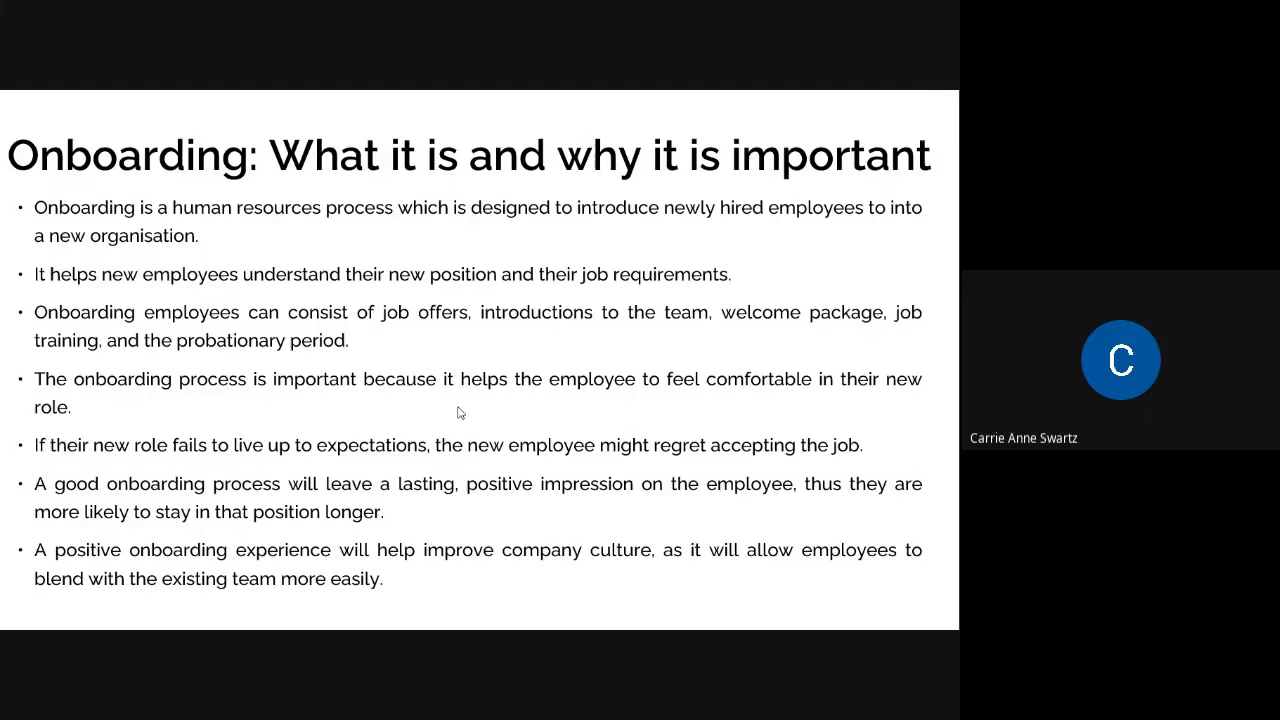 Onboarding: What it is and why it is important
• Onboarding is a human resources process which is designed to introduce newly hired employees to into
a new organisation.
• It helps new employees understand their new position and their job requirements.
• Onboarding employees can consist of job offers, introductions to the team, welcome package, job
training, and the probationary period.
• The onboarding process is important because it helps the employee to feel comfortable in their new
role.
• If their new role fails to live up to expectations, the new employee might regret accepting the job.
• A good onboarding process will leave a lasting, positive impression on the employee, thus they are
more likely to stay in that position longer.
• A positive onboarding experience will help improve company culture, as it will allow employees to
blend with the existing team more easily.
C
Carrie Anne Swartz